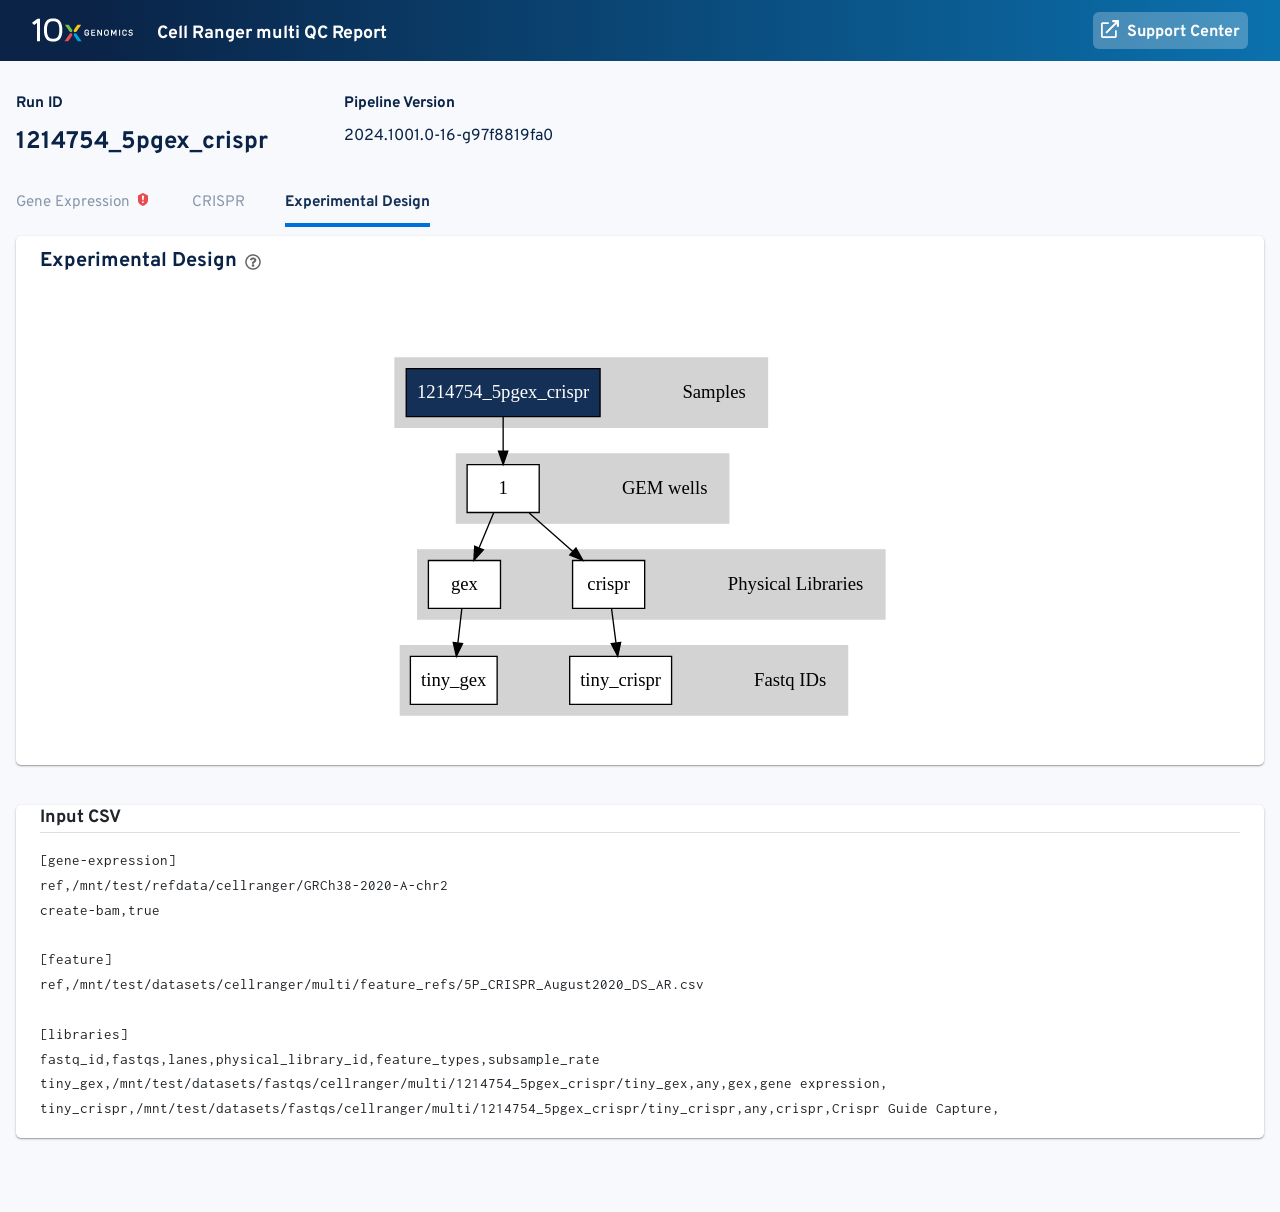 10x GENOMICS Cell Ranger multi QC Report Support Center
Run ID Pipeline Version
1214754_5pgex_crispr 2024.1001.0-16-g97f8819fa0
Gene Expression CRISPR Experimental Design
Experimental Design
1214754_5pgex_crispr Samples
1 GEM wells
gex crispr Physical Libraries
tiny_gex tiny_crispr Fastq IDs
Input CSV
[gene-expression]
ref,/mnt/test/refdata/cellranger/GRCh38-2020-A-chr2
create-bam,true
[feature]
ref,/mnt/test/datasets/cellranger/multi/feature_refs/5P_CRISPR_August2020_DS_AR.csv
[libraries]
fastq_id,fastqs,lanes,physical_library_id,feature_types,subsample_rate
tiny_gex,/mnt/test/datasets/fastqs/cellranger/multi/1214754_5pgex_crispr/tiny_gex,any,gex,gene expression,
tiny_crispr,/mnt/test/datasets/fastqs/cellranger/multi/1214754_5pgex_crispr/tiny_crispr,any,crispr,Crispr Guide Capture,